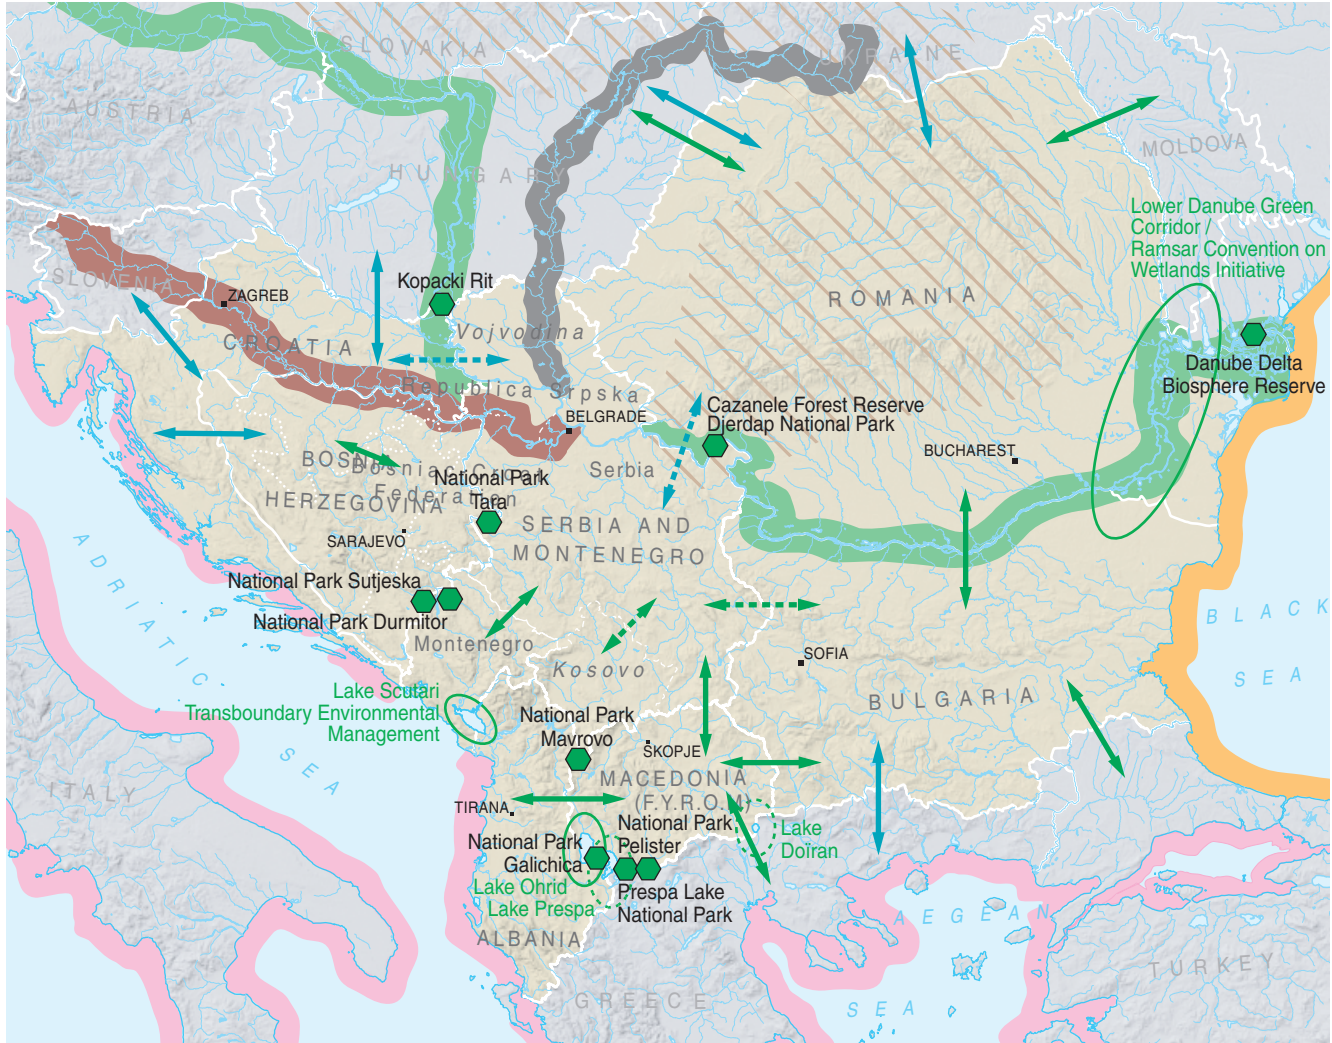 SLOVAKIA
UKRAINE
AUSTRIA
MOLDOVA
HUNGARY
Lower Danube Green
Corridor /
Ramsar Convention on
Wetlands Initiative
SLOVENIA
Kopacki Rit
ZAGREB
ROMANIA
Vojvodina
CROATIA
Danube Delta
Biosphere Reserve
Republica Srpska
Cazanele Forest Reserve
Djerdap National Park
BELGRADE
BUCHAREST
Serbia
BOSNIA
Bosniac Croat
Federation
HERZEGOVINA
National Park
Tara
SERBIA AND
MONTENEGRO
SARAJEVO
ADRIATIC
SEA
National Park Sutjeska
National Park Durmitor
Montenegro
BLACK
SEA
Kosovo
SOFIA
BULGARIA
Lake Scutari
Transboundary Environmental
Management
National Park
Mavrovo
SKOPJE
MACEDONIA
(F.Y.R.O.M)
ITALY
TIRANA
National Park
Pelister
Lake
Doïran
National Park
Galichica
Lake Ohrid
Lake Prespa
Prespa Lake
National Park
ALBANIA
AEGEAN
SEA
TURKEY
GREECE